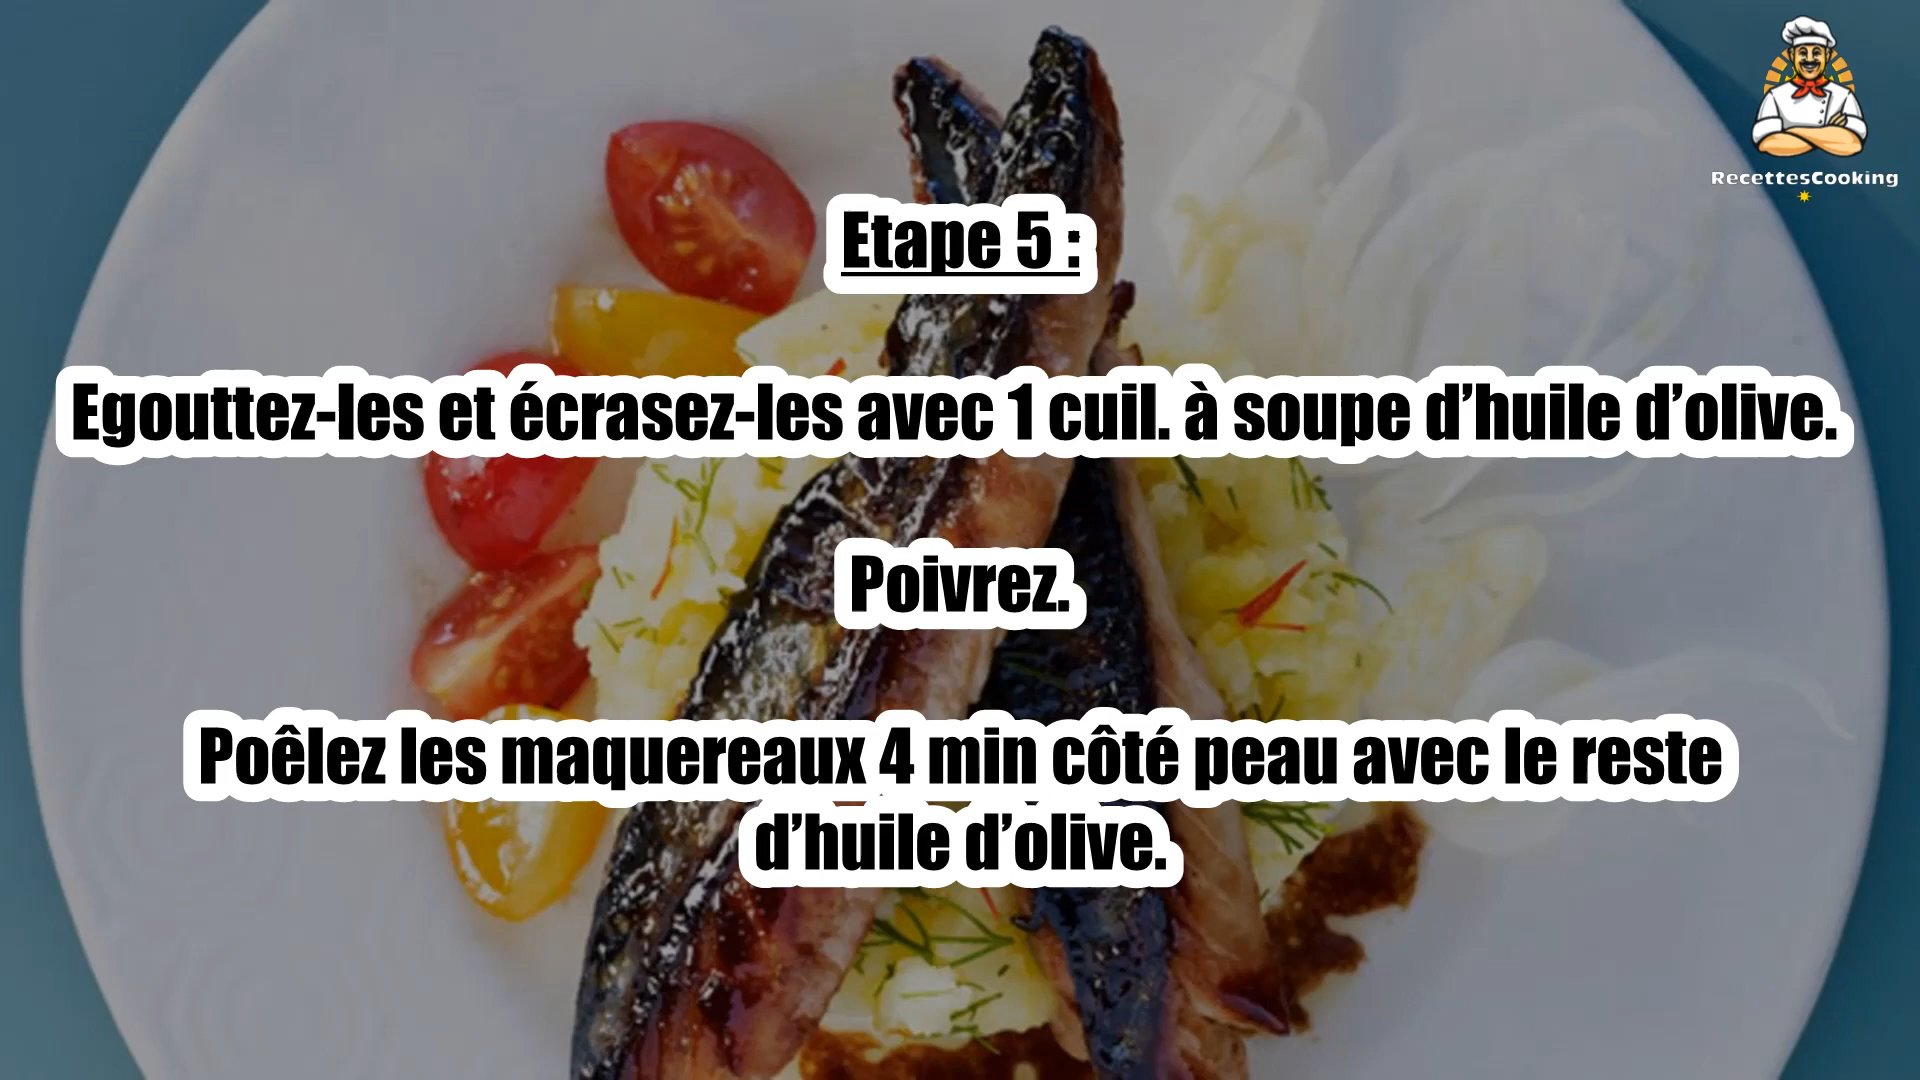 RecettesCooking
Etape 5 :
Egouttez-les et écrasez-les avec 1 cuil. à soupe d’huile d’olive.
Poivrez.
Poêlez les maquereaux 4 min côté peau avec le reste
d’huile d’olive.